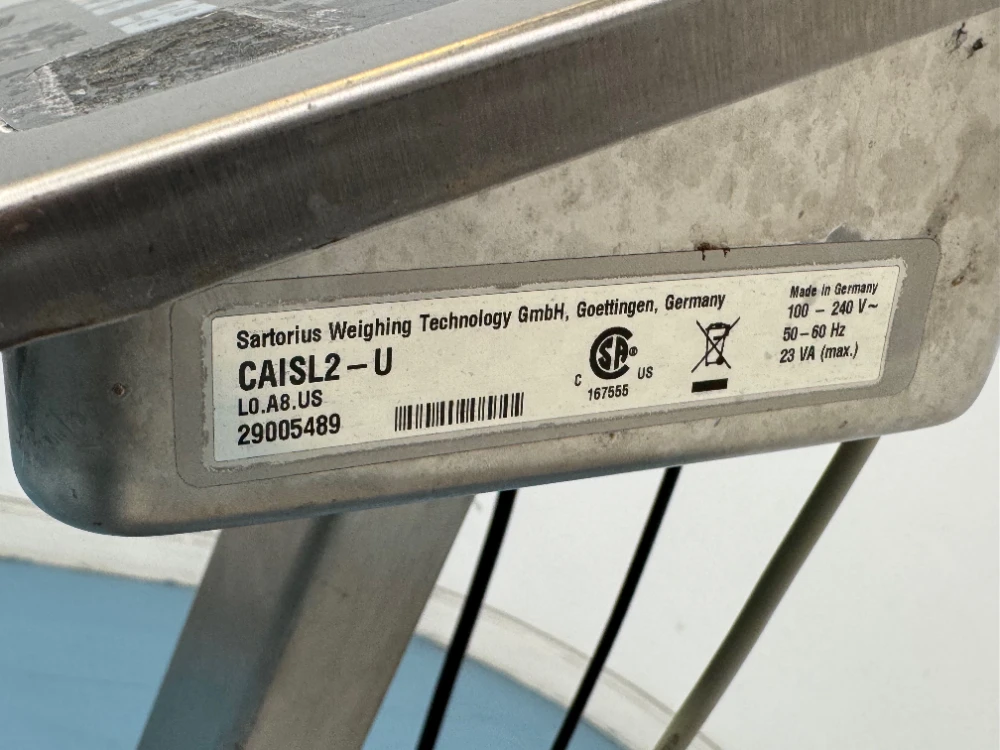 Sartorius Weighing Technology GmbH, Goettingen, Germany
CAISL2-U
L0.A8.US
29005489
SA®
C US
167555
Made in Germany
100 - 240 V~
50-60 Hz
23 VA (max.)